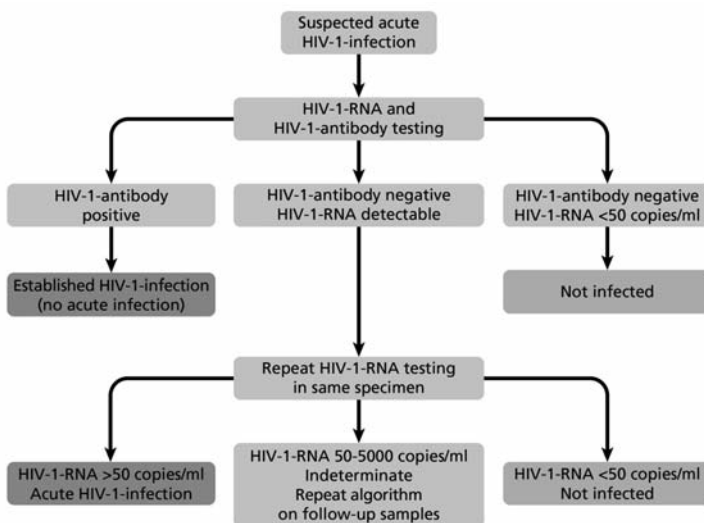 Suspected acute
HIV-1-infection
HIV-1-RNA and
HIV-1-antibody testing
HIV-1-antibody
positive
HIV-1-antibody negative
HIV-1-RNA detectable
HIV-1-antibody negative
HIV-1-RNA <50 copies/ml
Established HIV-1-infection
(no acute infection)
Not infected
Repeat HIV-1-RNA testing
in same specimen
HIV-1-RNA >50 copies/ml
Acute HIV-1-infection
HIV-1-RNA 50-5000 copies/ml
Indeterminate
Repeat algorithm
on follow-up samples
HIV-1-RNA <50 copies/ml
Not infected